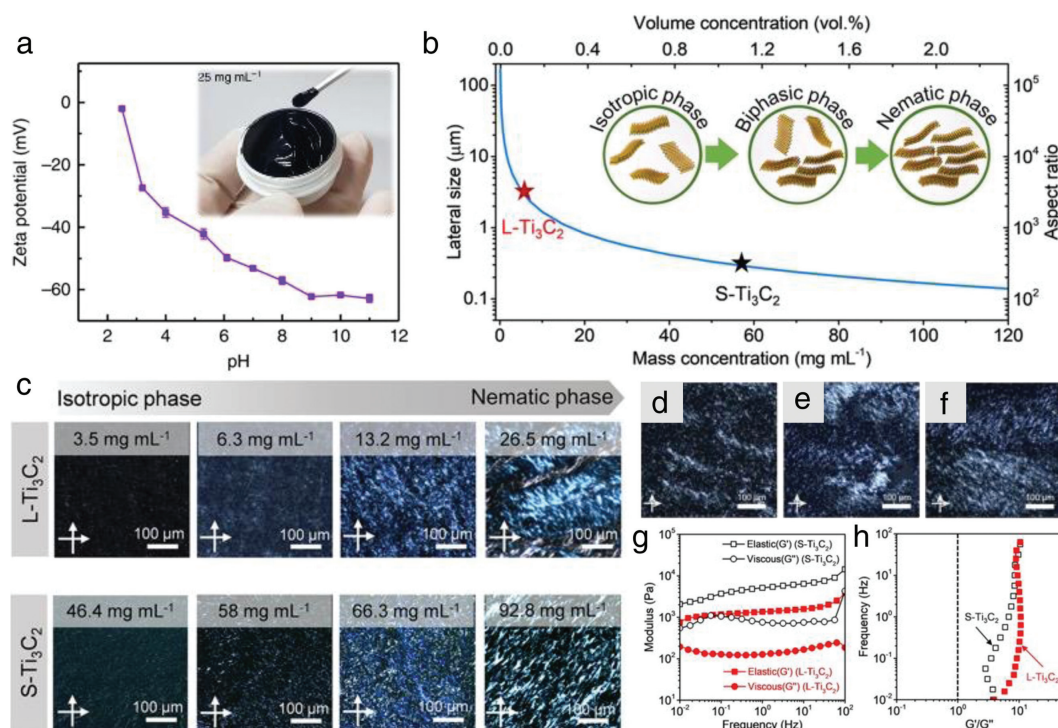 a
25 mg mL⁻¹
Zeta potential (mV)
0
−20
−40
−60
2
4
6
8
10
12
pH
b
Volume concentration (vol.%)
0.0
0.4
0.8
1.2
1.6
2.0
Lateral size (μm)
100
10
1
0.1
Aspect ratio
10⁵
10⁴
10³
10²
Isotropic phase
Biphasic phase
Nematic phase
L-Ti₃C₂
S-Ti₃C₂
0
20
40
60
80
100
120
Mass concentration (mg mL⁻¹)
c
Isotropic phase
Nematic phase
L-Ti₃C₂
3.5 mg mL⁻¹
6.3 mg mL⁻¹
13.2 mg mL⁻¹
26.5 mg mL⁻¹
100 μm
100 μm
100 μm
100 μm
S-Ti₃C₂
46.4 mg mL⁻¹
58 mg mL⁻¹
66.3 mg mL⁻¹
92.8 mg mL⁻¹
100 μm
100 μm
100 μm
100 μm
d
100 μm
e
100 μm
f
100 μm
g
Modulus (Pa)
10⁵
10⁴
10³
10²
10¹
10⁰
Elastic(G') (S-Ti₃C₂)
Viscous(G'') (S-Ti₃C₂)
Elastic(G') (L-Ti₃C₂)
Viscous(G'') (L-Ti₃C₂)
10⁻²
10⁻¹
10⁰
10¹
10²
Frequency (Hz)
h
Frequency (Hz)
10²
10¹
10⁰
10⁻¹
10⁻²
S-Ti₃C₂
L-Ti₃C₂
10⁰
10¹
G'/G''